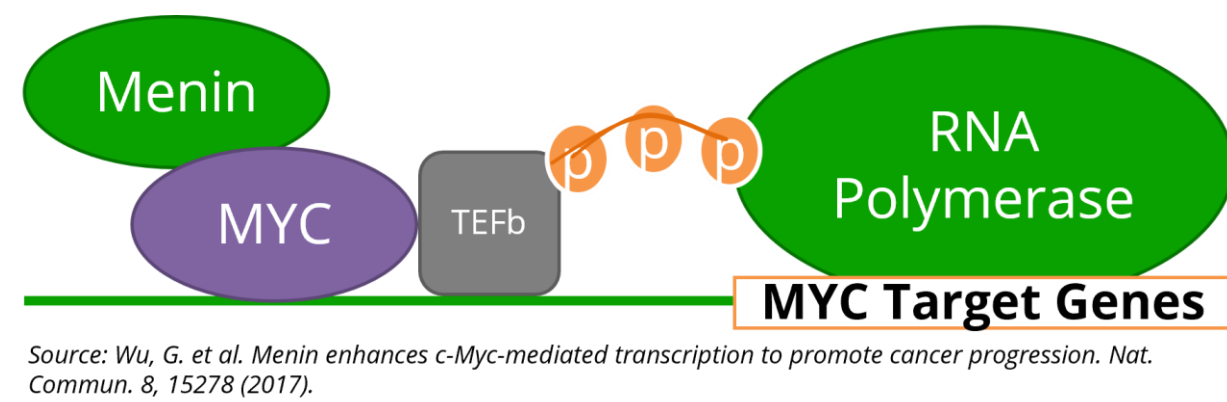 Menin
MYC
TEFb
p
p
p
RNA
Polymerase
MYC Target Genes
Source: Wu, G. et al. Menin enhances c-Myc-mediated transcription to promote cancer progression. Nat.
Commun. 8, 15278 (2017).